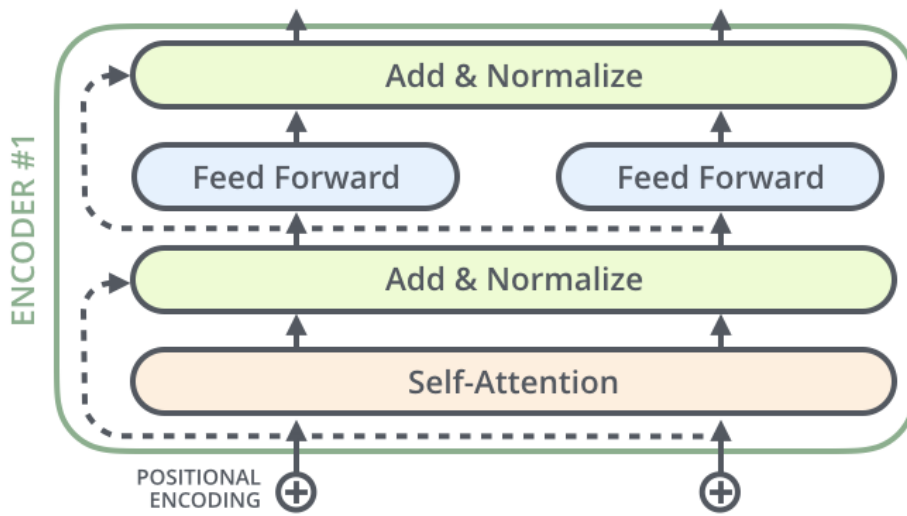 ENCODER #1
Add & Normalize
Feed Forward
Feed Forward
Add & Normalize
Self-Attention
POSITIONAL
ENCODING